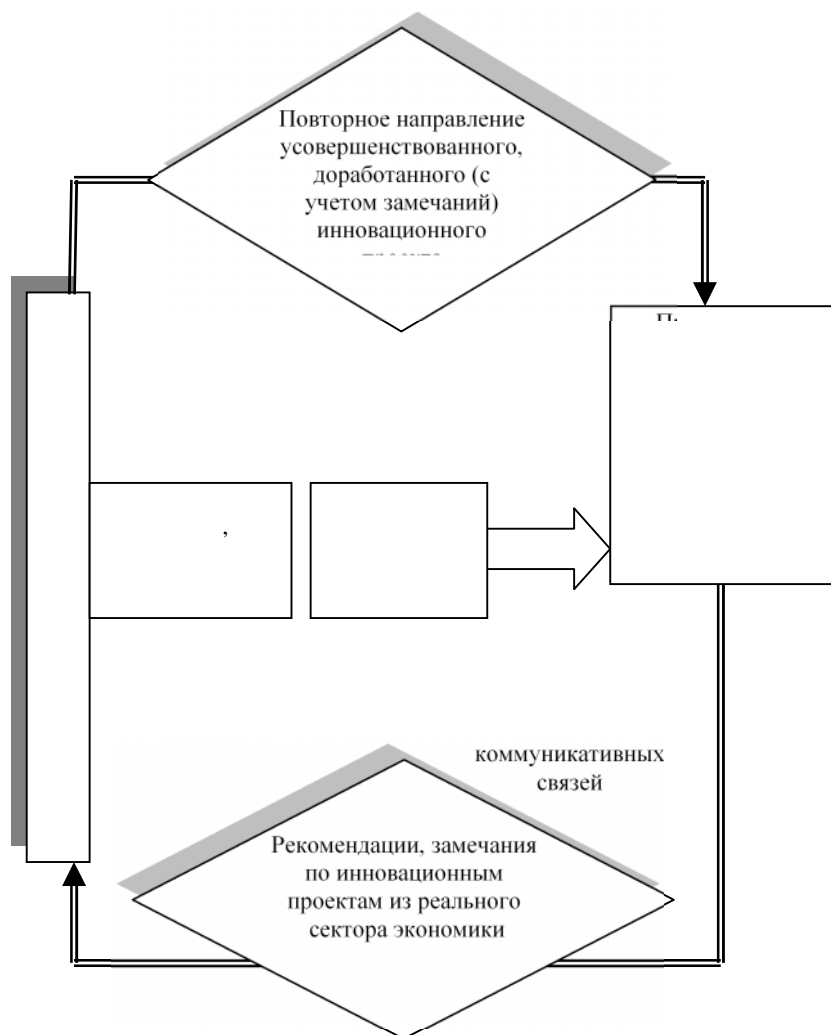 Повторное направление
усовершенствованного,
доработанного (с
учетом замечаний)
инновационного
,
коммуникативных
связей
Рекомендации, замечания
по инновационным
проектам из реального
сектора экономики